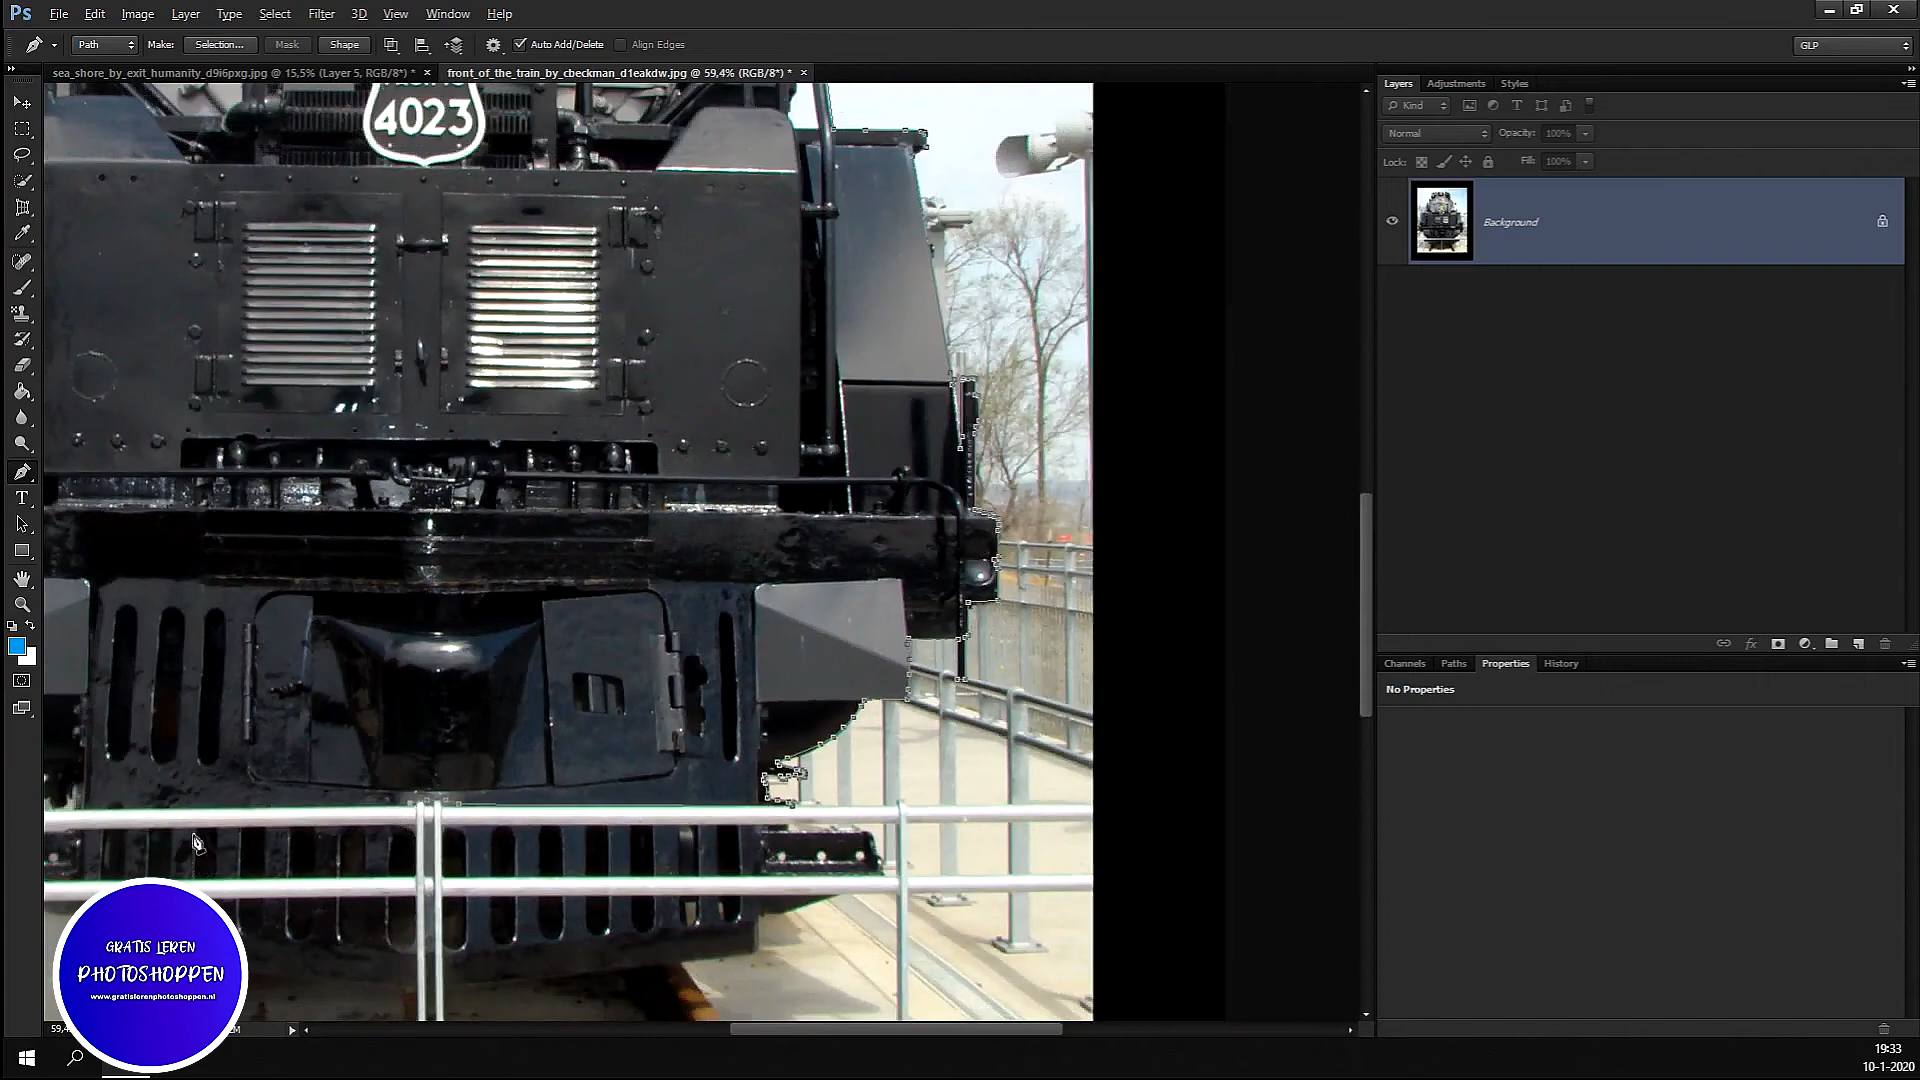 Ps File Edit Image Layer Type Select Filter 3D View Window Help
Path Make: Selection... Mask Shape Auto Add/Delete Align Edges GLP
sea_shore_by_exit_humanity_d9i6pxg.jpg @ 15,5% (Layer 5, RGB/8*) * front_of_the_train_by_cbeckman_d1eakdw.jpg @ 59,4% (RGB/8*) *
Layers Adjustments Styles
Kind
Normal Opacity: 100%
Lock: Fill: 100%
Background
4023
Channels Paths Properties History
No Properties
GRATIS LEREN
PHOTOSHOPPEN
www.gratislerenphotoshoppen.nl
59,4
19:33
10-1-2020